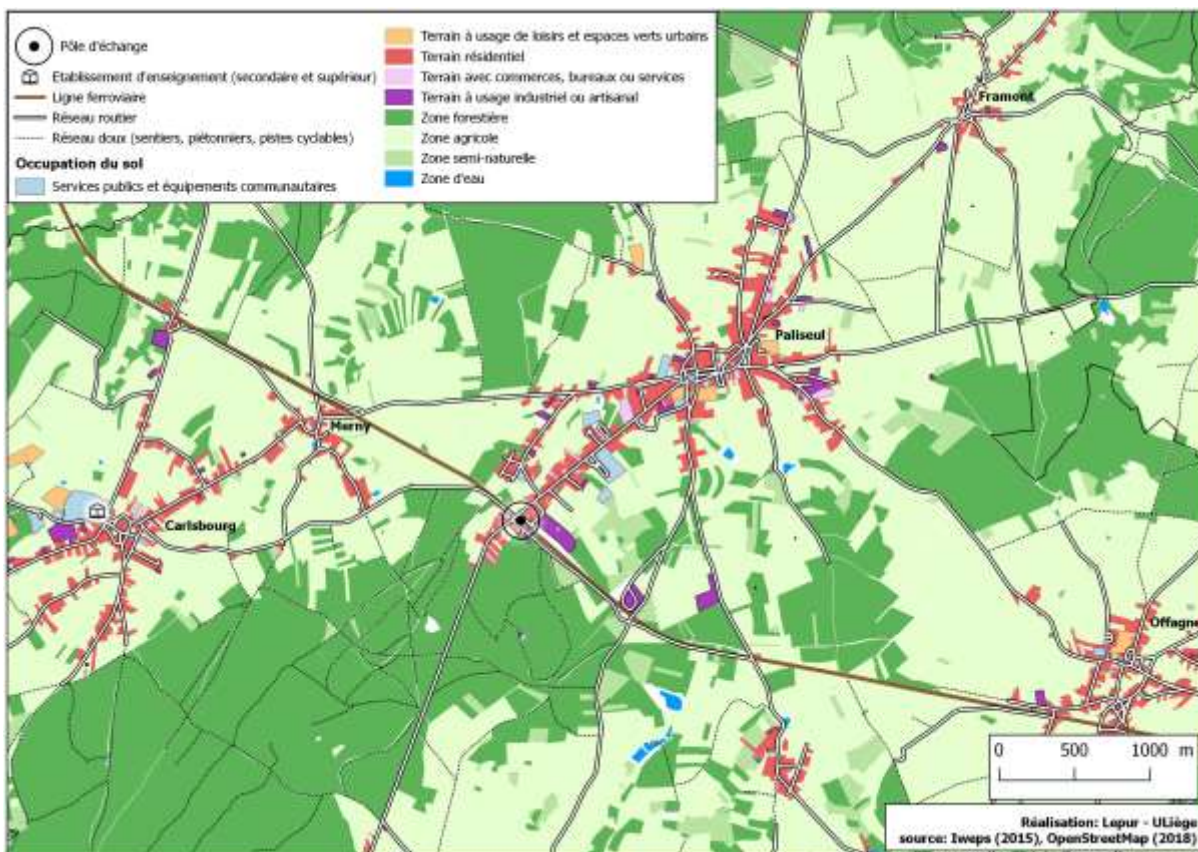 Pôle d'échange
Etablissement d'enseignement (secondaire et supérieur)
Ligne ferroviaire
Réseau routier
Réseau doux (sentiers, piétonniers, pistes cyclables)
Occupation du sol
Services publics et équipements communautaires
Terrain à usage de loisirs et espaces verts urbains
Terrain résidentiel
Terrain avec commerces, bureaux ou services
Terrain à usage industriel ou artisanal
Zone forestière
Zone agricole
Zone semi-naturelle
Zone d'eau
Framont
Paliseul
Merny
Carlsbourg
Offagne
0 500 1000 m
Réalisation: Lepur - ULiège
source: Iweps (2015), OpenStreetMap (2018)